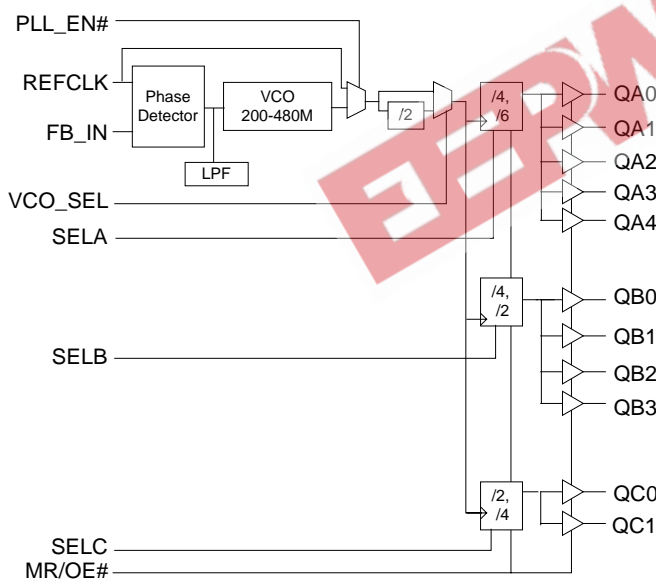 PLL_EN#
REFCLK
FB_IN
Phase
Detector
VCO
200-480M
LPF
/2
VCO_SEL
SELA
SELB
SELC
MR/OE#
/4,
/6
/4,
/2
/2,
/4
QA0
QA1
QA2
QA3
QA4
QB0
QB1
QB2
QB3
QC0
QC1